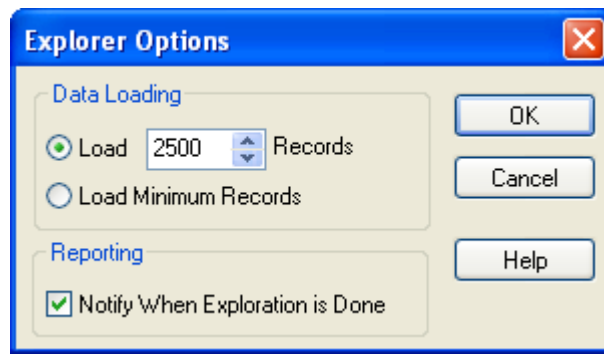 Explorer Options
Data Loading
OK
Load 2500 Records
Cancel
Load Minimum Records
Reporting
Help
Notify When Exploration is Done